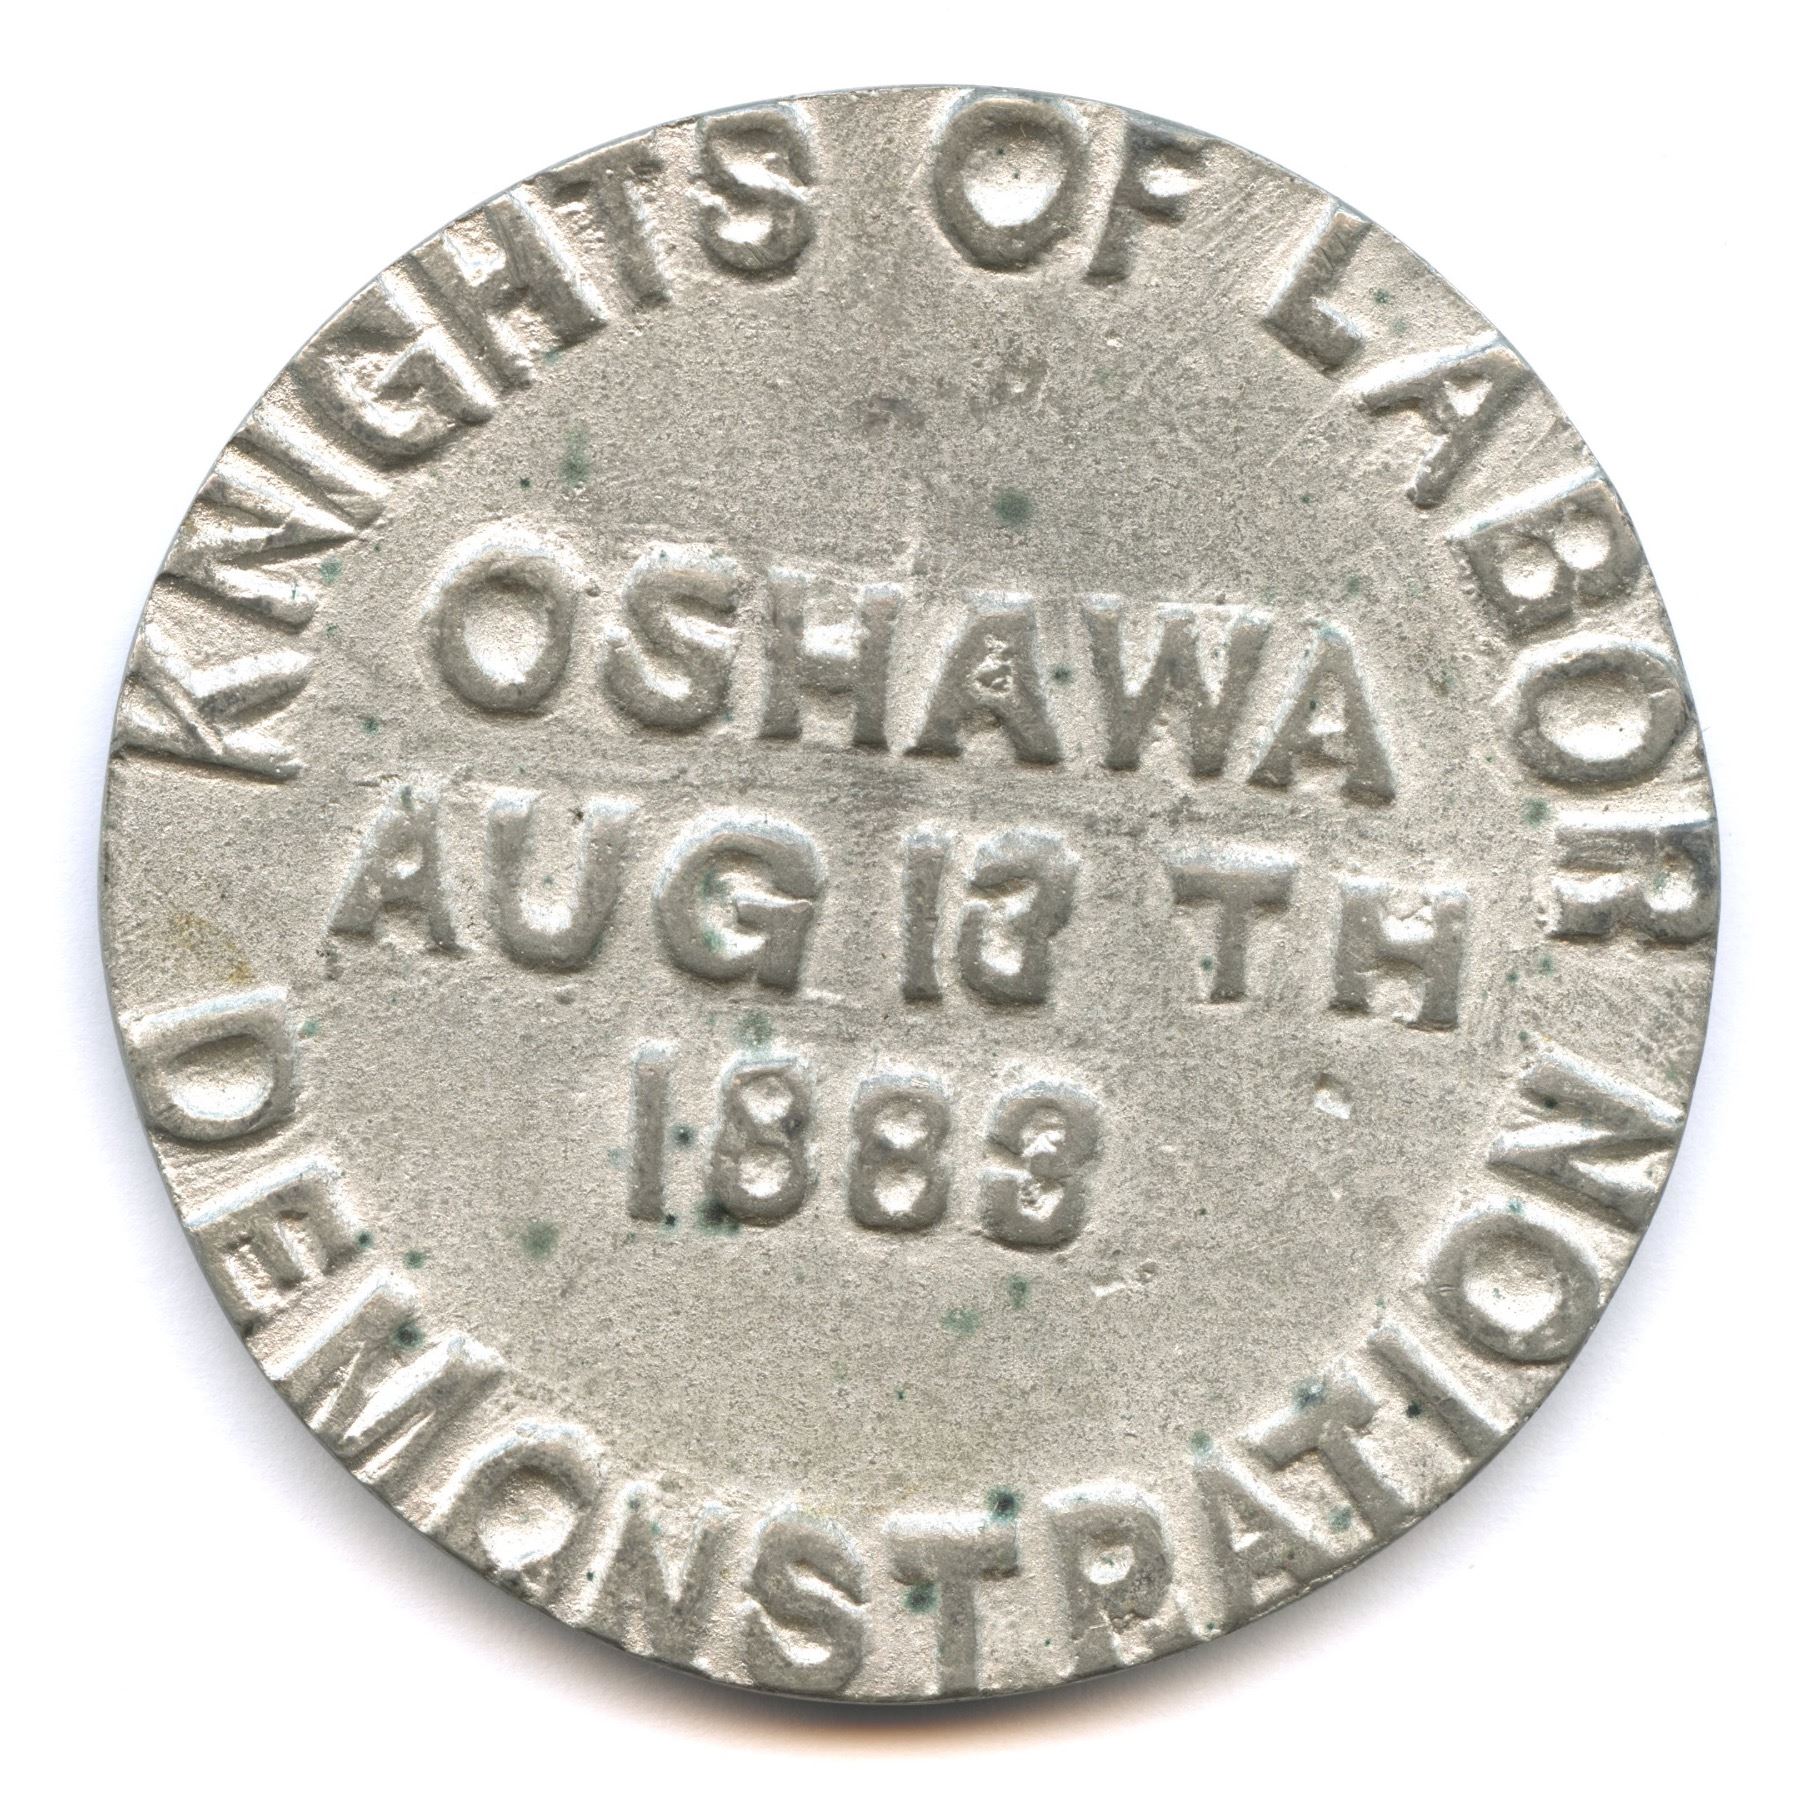 KNIGHTS OF LABOR
OSHAWA
AUG 13 TH
1883
DEMONSTRATION